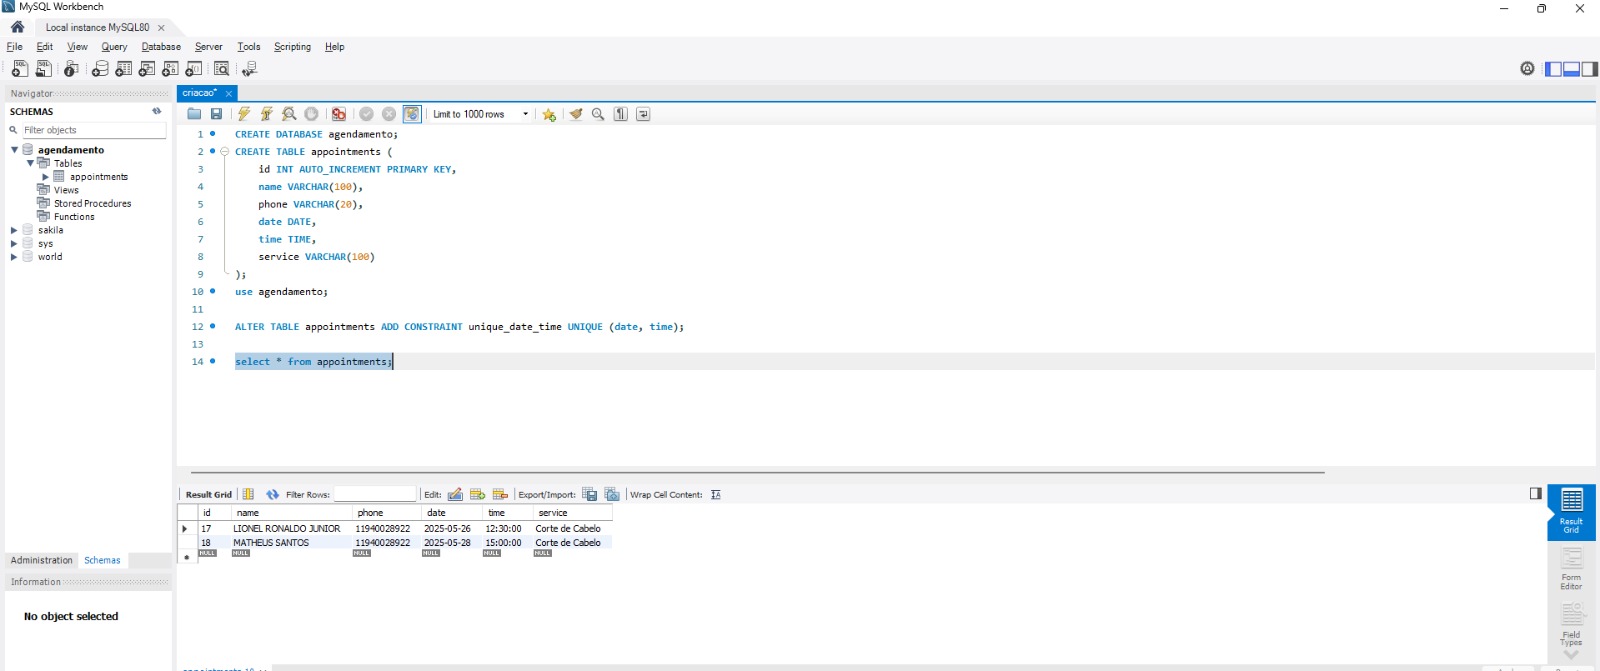 MySQL Workbench
Local instance MySQL80
File Edit View Query Database Server Tools Scripting Help
Navigator
SCHEMAS
Filter objects
agendamento
Tables
appointments
Views
Stored Procedures
Functions
sakila
sys
world
Administration Schemas
Information
No object selected
criacao*
Limit to 1000 rows
1 CREATE DATABASE agendamento;
2 CREATE TABLE appointments (
3 id INT AUTO_INCREMENT PRIMARY KEY,
4 name VARCHAR(100),
5 phone VARCHAR(20),
6 date DATE,
7 time TIME,
8 service VARCHAR(100)
9 );
10 use agendamento;
11
12 ALTER TABLE appointments ADD CONSTRAINT unique_date_time UNIQUE (date, time);
13
14 select * from appointments;
Result Grid Filter Rows: Edit: Export/Import: Wrap Cell Content:
id name phone date time service
17 LIONEL RONALDO JUNIOR 11940028922 2025-05-26 12:30:00 Corte de Cabelo
18 MATHEUS SANTOS 11940028922 2025-05-28 15:00:00 Corte de Cabelo
NULL NULL NULL NULL NULL NULL
Result
Grid
Form
Editor
Field
Types